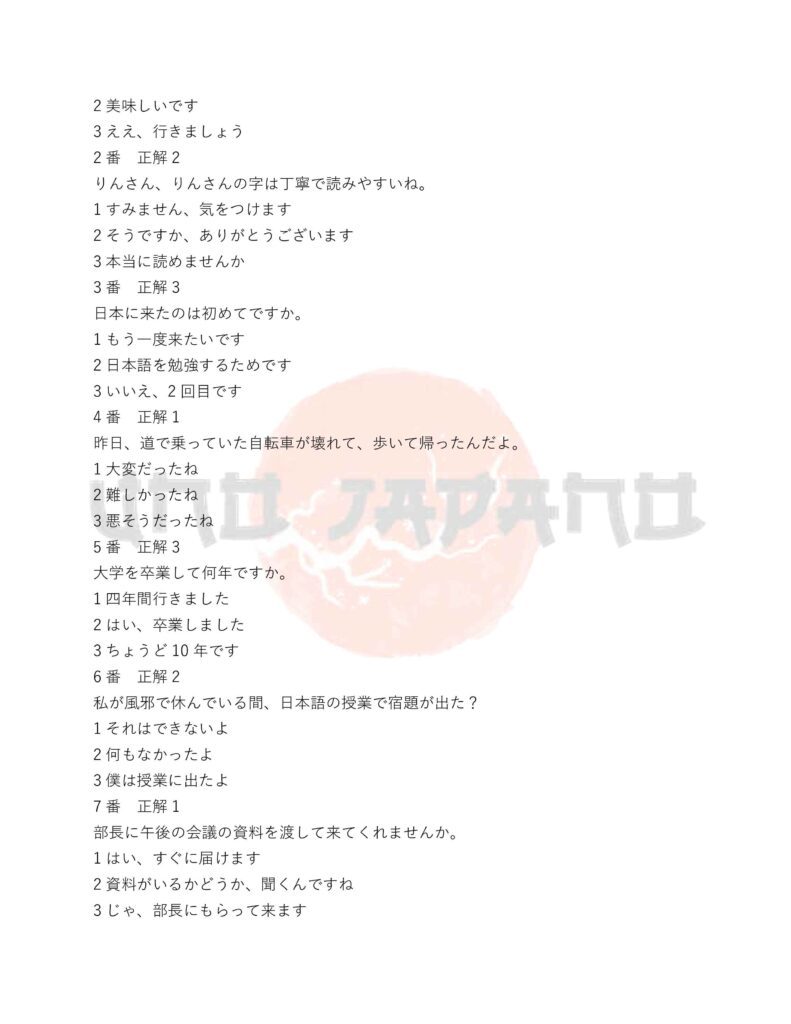 2 美味しいです
3 ええ、行きましょう
2 番　正解 2
りんさん、りんさんの字は丁寧で読みやすいね。
1 すみません、気をつけます
2 そうですか、ありがとうございます
3 本当に読めませんか
3 番　正解 3
日本に来たのは初めてですか。
1 もう一度来たいです
2 日本語を勉強するためです
3 いいえ、2 回目です
4 番　正解 1
昨日、道で乗っていた自転車が壊れて、歩いて帰ったんだよ。
1 大変だったね
2 難しかったね
3 悪そうだったね
UNO JAPANO
5 番　正解 3
大学を卒業して何年ですか。
1 四年間行きました
2 はい、卒業しました
3 ちょうど 10 年です
6 番　正解 2
私が風邪で休んでいる間、日本語の授業で宿題が出た？
1 それはできないよ
2 何もなかったよ
3 僕は授業に出たよ
7 番　正解 1
部長に午後の会議の資料を渡して来てくれませんか。
1 はい、すぐに届けます
2 資料がいるかどうか、聞くんですね
3 じゃ、部長にもらって来ます